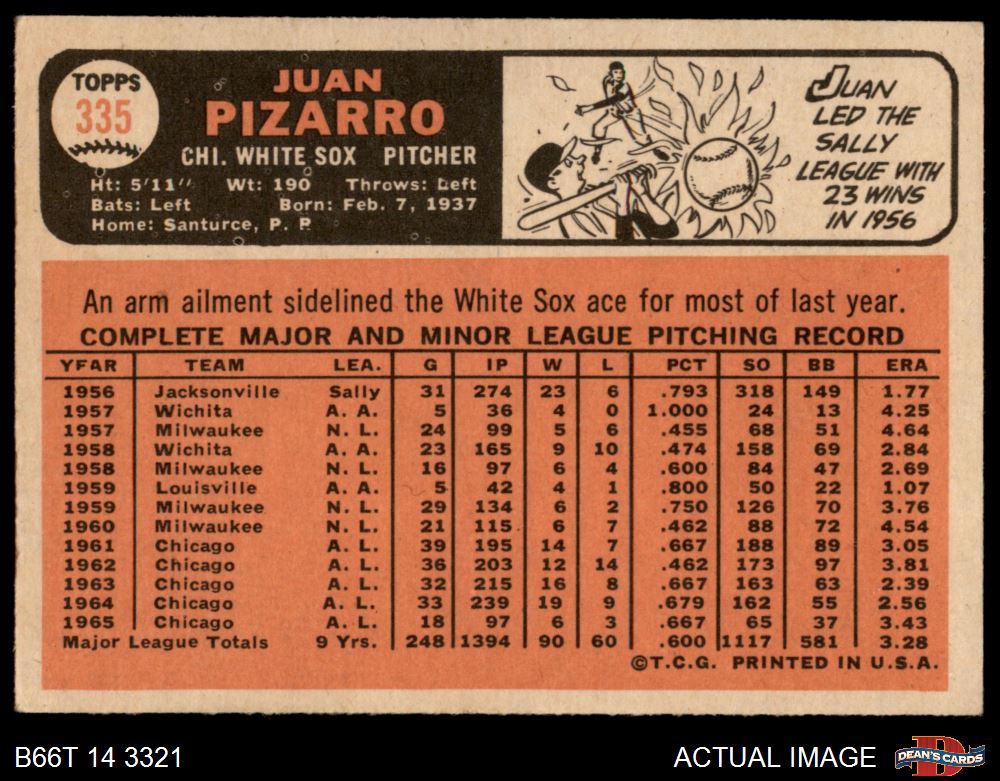 TOPPS
335
JUAN
PIZARRO
CHI. WHITE SOX PITCHER
Ht: 5'11" Wt: 190 Throws: Left
Bats: Left Born: Feb. 7, 1937
Home: Santurce, P. R.
JUAN
LED THE
SALLY
LEAGUE WITH
23 WINS
IN 1956
An arm ailment sidelined the White Sox ace for most of last year.
COMPLETE MAJOR AND MINOR LEAGUE PITCHING RECORD
YEAR TEAM LEA. G IP W L PCT SO BB ERA
1956 Jacksonville Sally 31 274 23 6 .793 318 149 1.77
1957 Wichita A. A. 5 36 4 0 1.000 24 13 4.25
1957 Milwaukee N. L. 24 99 5 6 .455 68 51 4.64
1958 Wichita A. A. 23 165 9 10 .474 158 69 2.84
1958 Milwaukee N. L. 16 97 6 4 .600 84 47 2.69
1959 Louisville A. A. 5 42 4 1 .800 50 22 1.07
1959 Milwaukee N. L. 29 134 6 2 .750 126 70 3.76
1960 Milwaukee N. L. 21 115 6 7 .462 88 72 4.54
1961 Chicago A. L. 39 195 14 7 .667 188 89 3.05
1962 Chicago A. L. 36 203 12 14 .462 173 97 3.81
1963 Chicago A. L. 32 215 16 8 .667 163 63 2.39
1964 Chicago A. L. 33 239 19 9 .679 162 55 2.56
1965 Chicago A. L. 18 97 6 3 .667 65 37 3.43
Major League Totals 9 Yrs. 248 1394 90 60 .600 1117 581 3.28
©T.C.G. PRINTED IN U.S.A.
B66T 14 3321
ACTUAL IMAGE
D
DEAN'S CARDS